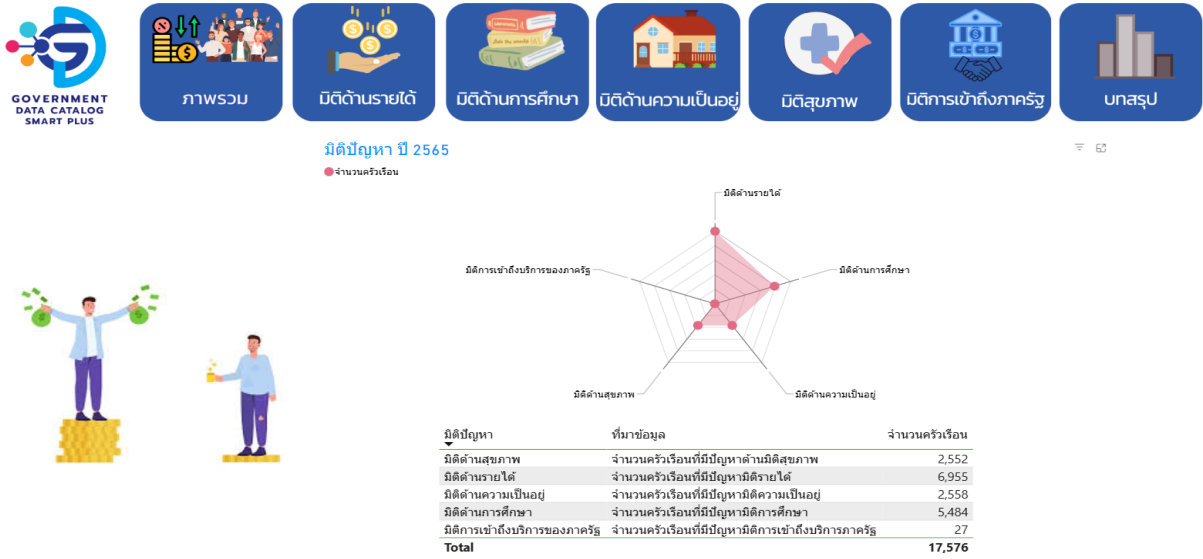 GOVERNMENT
DATA CATALOG
SMART PLUS
ภาพรวม
มิติด้านรายได้
มิติด้านการศึกษา
มิติด้านความเป็นอยู่
มิติสุขภาพ
มิติการเข้าถึงภาครัฐ
บทสรุป
มิติปัญหา ปี 2565
จำนวนครัวเรือน
มิติด้านรายได้
มิติการเข้าถึงบริการของภาครัฐ
มิติด้านการศึกษา
มิติด้านสุขภาพ
มิติด้านความเป็นอยู่
มิติปัญหา ที่มาข้อมูล จำนวนครัวเรือน
มิติด้านสุขภาพ จำนวนครัวเรือนที่มีปัญหาด้านมิติสุขภาพ 2,552
มิติด้านรายได้ จำนวนครัวเรือนที่มีปัญหามิติรายได้ 6,955
มิติด้านความเป็นอยู่ จำนวนครัวเรือนที่มีปัญหามิติความเป็นอยู่ 2,558
มิติด้านการศึกษา จำนวนครัวเรือนที่มีปัญหามิติการศึกษา 5,484
มิติการเข้าถึงบริการของภาครัฐ จำนวนครัวเรือนที่มีปัญหามิติการเข้าถึงบริการภาครัฐ 27
Total 17,576